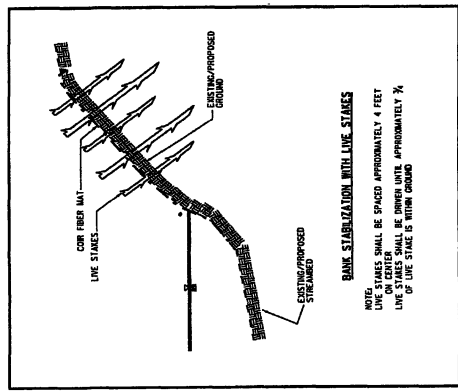 COIR FIBER MAT
LIVE STAKES
EXISTING/PROPOSED
GROUND
EXISTING/PROPOSED
STREAMBED
BANK STABILIZATION WITH LIVE STAKES
NOTE:
LIVE STAKES SHALL BE SPACED APPROXIMATELY 4 FEET
ON CENTER
LIVE STAKES SHALL BE DRIVEN UNTIL APPROXIMATELY ¾
OF LIVE STAKE IS WITHIN GROUND